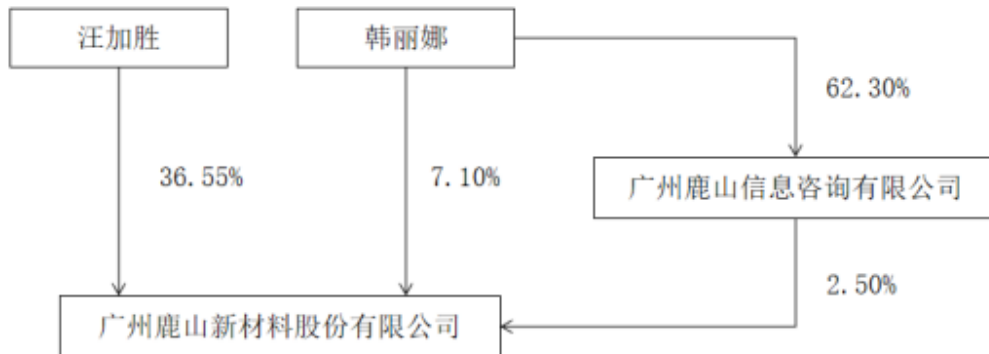 汪加胜
韩丽娜
62.30%
36.55%
7.10%
广州鹿山信息咨询有限公司
2.50%
广州鹿山新材料股份有限公司